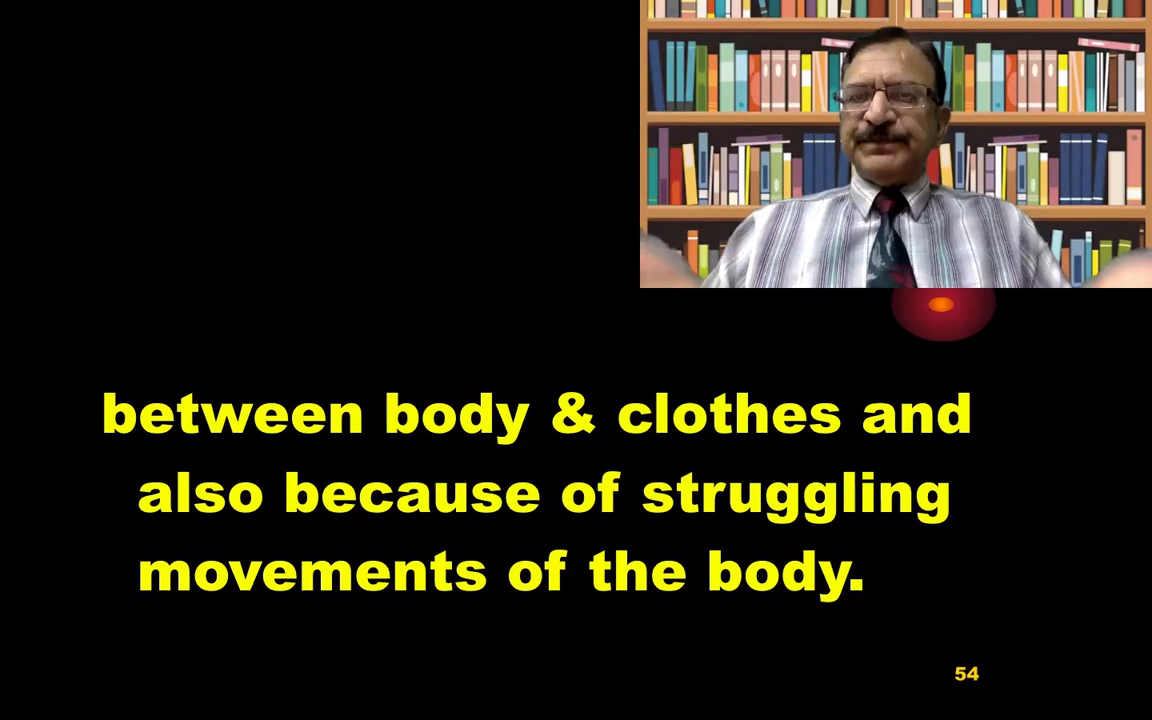 between body & clothes and
also because of struggling
movements of the body.
54